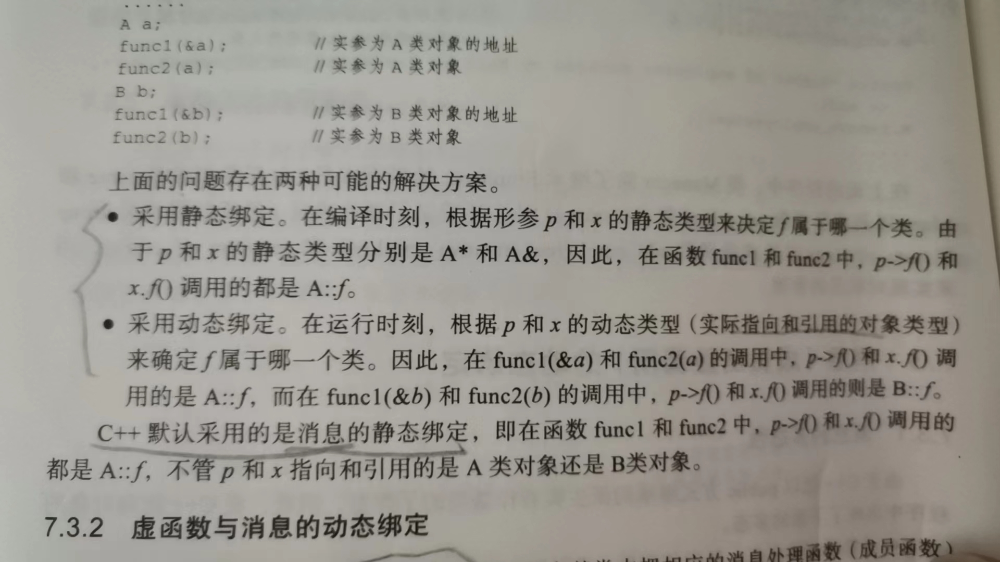 ......
A a;
func1(&a); // 实参为 A 类对象的地址
func2(a); // 实参为 A 类对象
B b;
func1(&b); // 实参为 B 类对象的地址
func2(b); // 实参为 B 类对象
上面的问题存在两种可能的解决方案。
● 采用静态绑定。在编译时刻，根据形参 p 和 x 的静态类型来决定 f 属于哪一个类。由
于 p 和 x 的静态类型分别是 A* 和 A&，因此，在函数 func1 和 func2 中，p->f() 和
x.f() 调用的都是 A::f。
● 采用动态绑定。在运行时刻，根据 p 和 x 的动态类型（实际指向和引用的对象类型）
来确定 f 属于哪一个类。因此，在 func1(&a) 和 func2(a) 的调用中，p->f() 和 x.f() 调
用的是 A::f，而在 func1(&b) 和 func2(b) 的调用中，p->f() 和 x.f() 调用的则是 B::f。
C++ 默认采用的是消息的静态绑定，即在函数 func1 和 func2 中，p->f() 和 x.f() 调用的
都是 A::f，不管 p 和 x 指向和引用的是 A 类对象还是 B类对象。
7.3.2 虚函数与消息的动态绑定
的消息处理函数（成员函数）